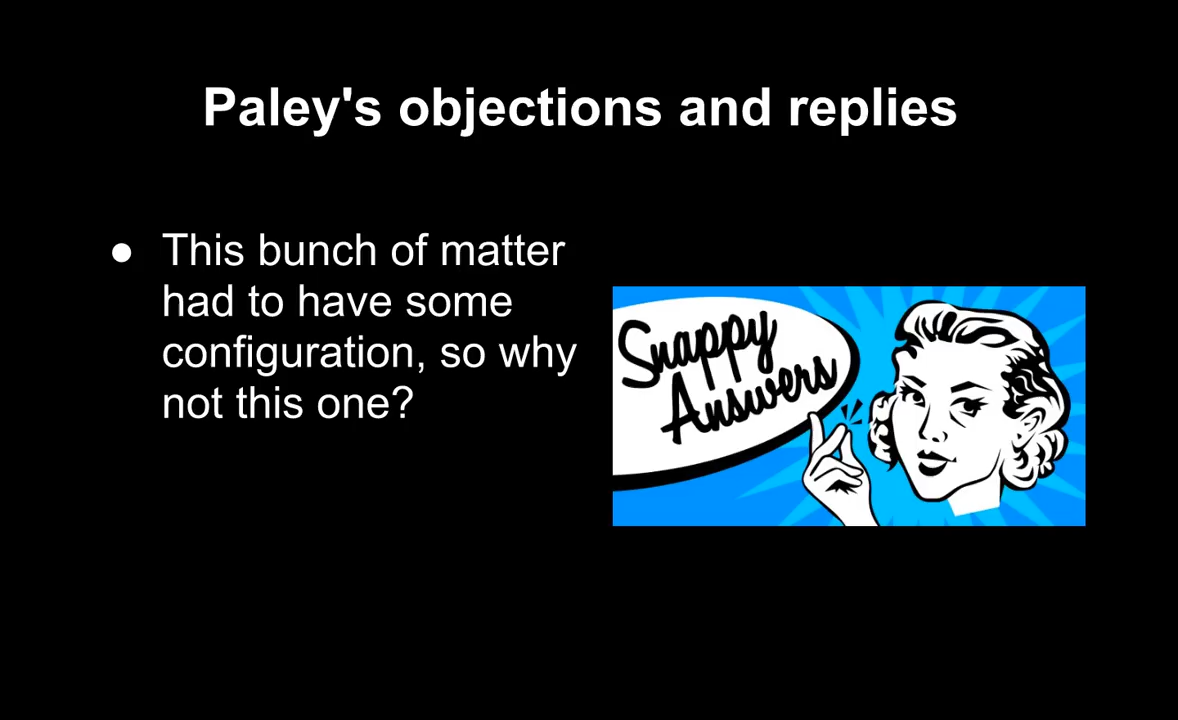 Paley's objections and replies
● This bunch of matter
had to have some
configuration, so why
not this one?
Snappy
Answers